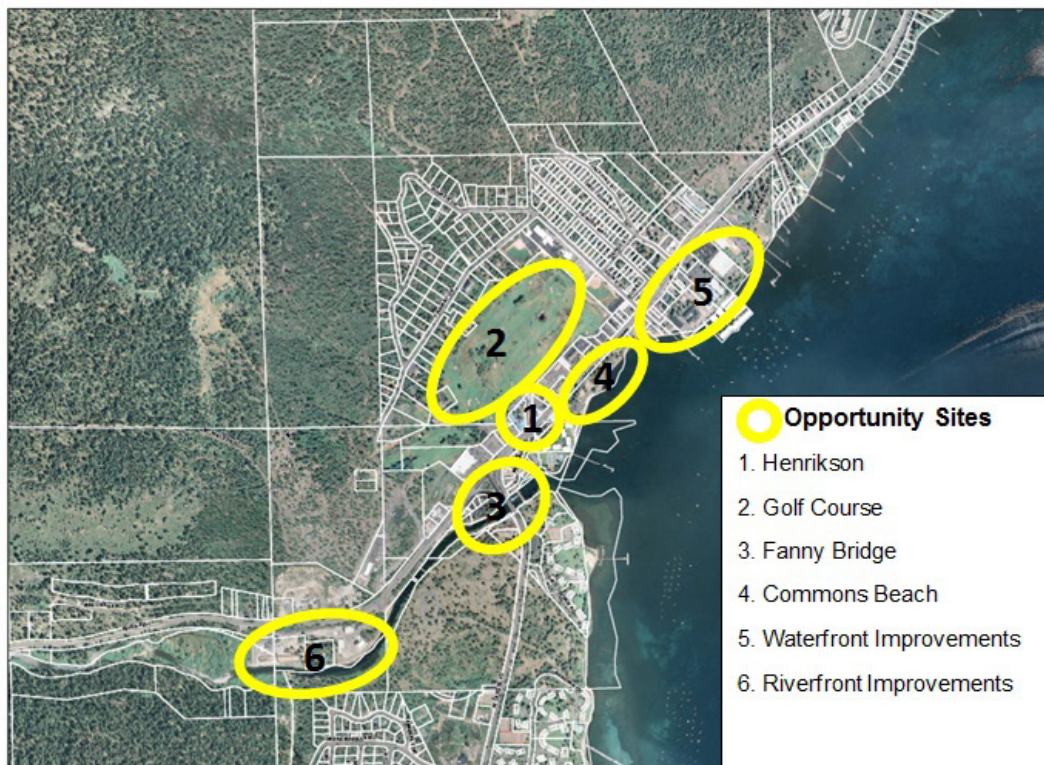 5
2
4
1
3
6
Opportunity Sites
1. Henrikson
2. Golf Course
3. Fanny Bridge
4. Commons Beach
5. Waterfront Improvements
6. Riverfront Improvements